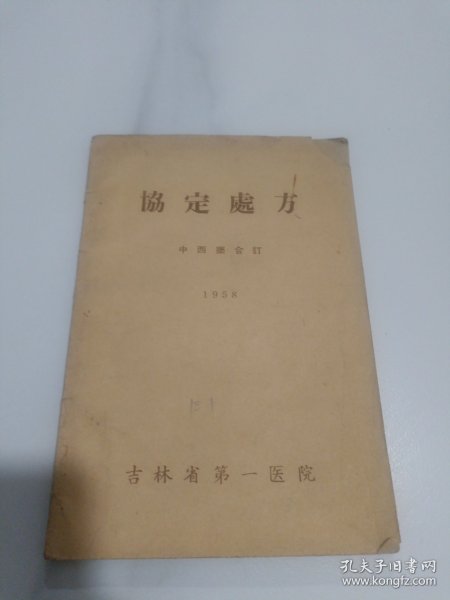 協定處方
中西藥合訂
1958
吉林省第一医院
孔夫子旧书网
www.kongfz.com